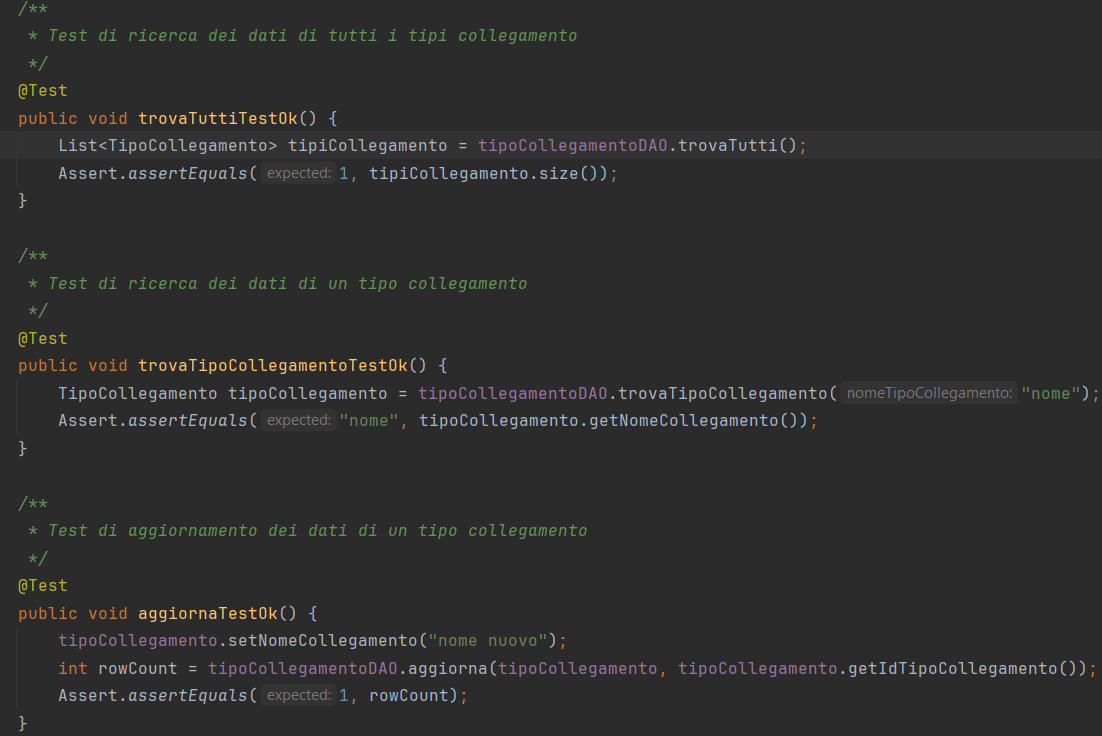 /**
 * Test di ricerca dei dati di tutti i tipi collegamento
 */
@Test
public void trovaTuttiTestOk() {
    List<TipoCollegamento> tipiCollegamento = tipoCollegamentoDAO.trovaTutti();
    Assert.assertEquals( expected: 1, tipiCollegamento.size());
}

/**
 * Test di ricerca dei dati di un tipo collegamento
 */
@Test
public void trovaTipoCollegamentoTestOk() {
    TipoCollegamento tipoCollegamento = tipoCollegamentoDAO.trovaTipoCollegamento( nomeTipoCollegamento: "nome");
    Assert.assertEquals( expected: "nome", tipoCollegamento.getNomeCollegamento());
}

/**
 * Test di aggiornamento dei dati di un tipo collegamento
 */
@Test
public void aggiornaTestOk() {
    tipoCollegamento.setNomeCollegamento("nome nuovo");
    int rowCount = tipoCollegamentoDAO.aggiorna(tipoCollegamento, tipoCollegamento.getIdTipoCollegamento());
    Assert.assertEquals( expected: 1, rowCount);
}